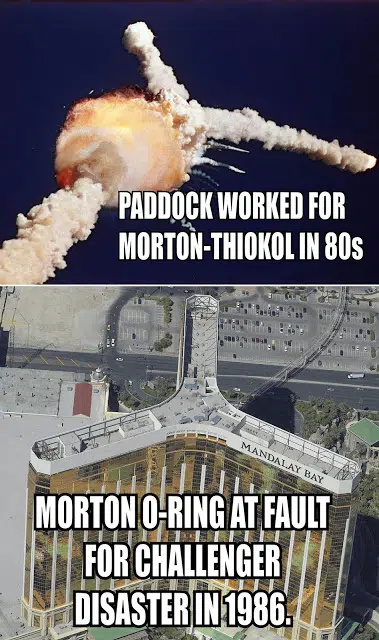 PADDOCK WORKED FOR
MORTON-THIOKOL IN 80s
MANDALAY BAY
MORTON O-RING AT FAULT
FOR CHALLENGER
DISASTER IN 1986.